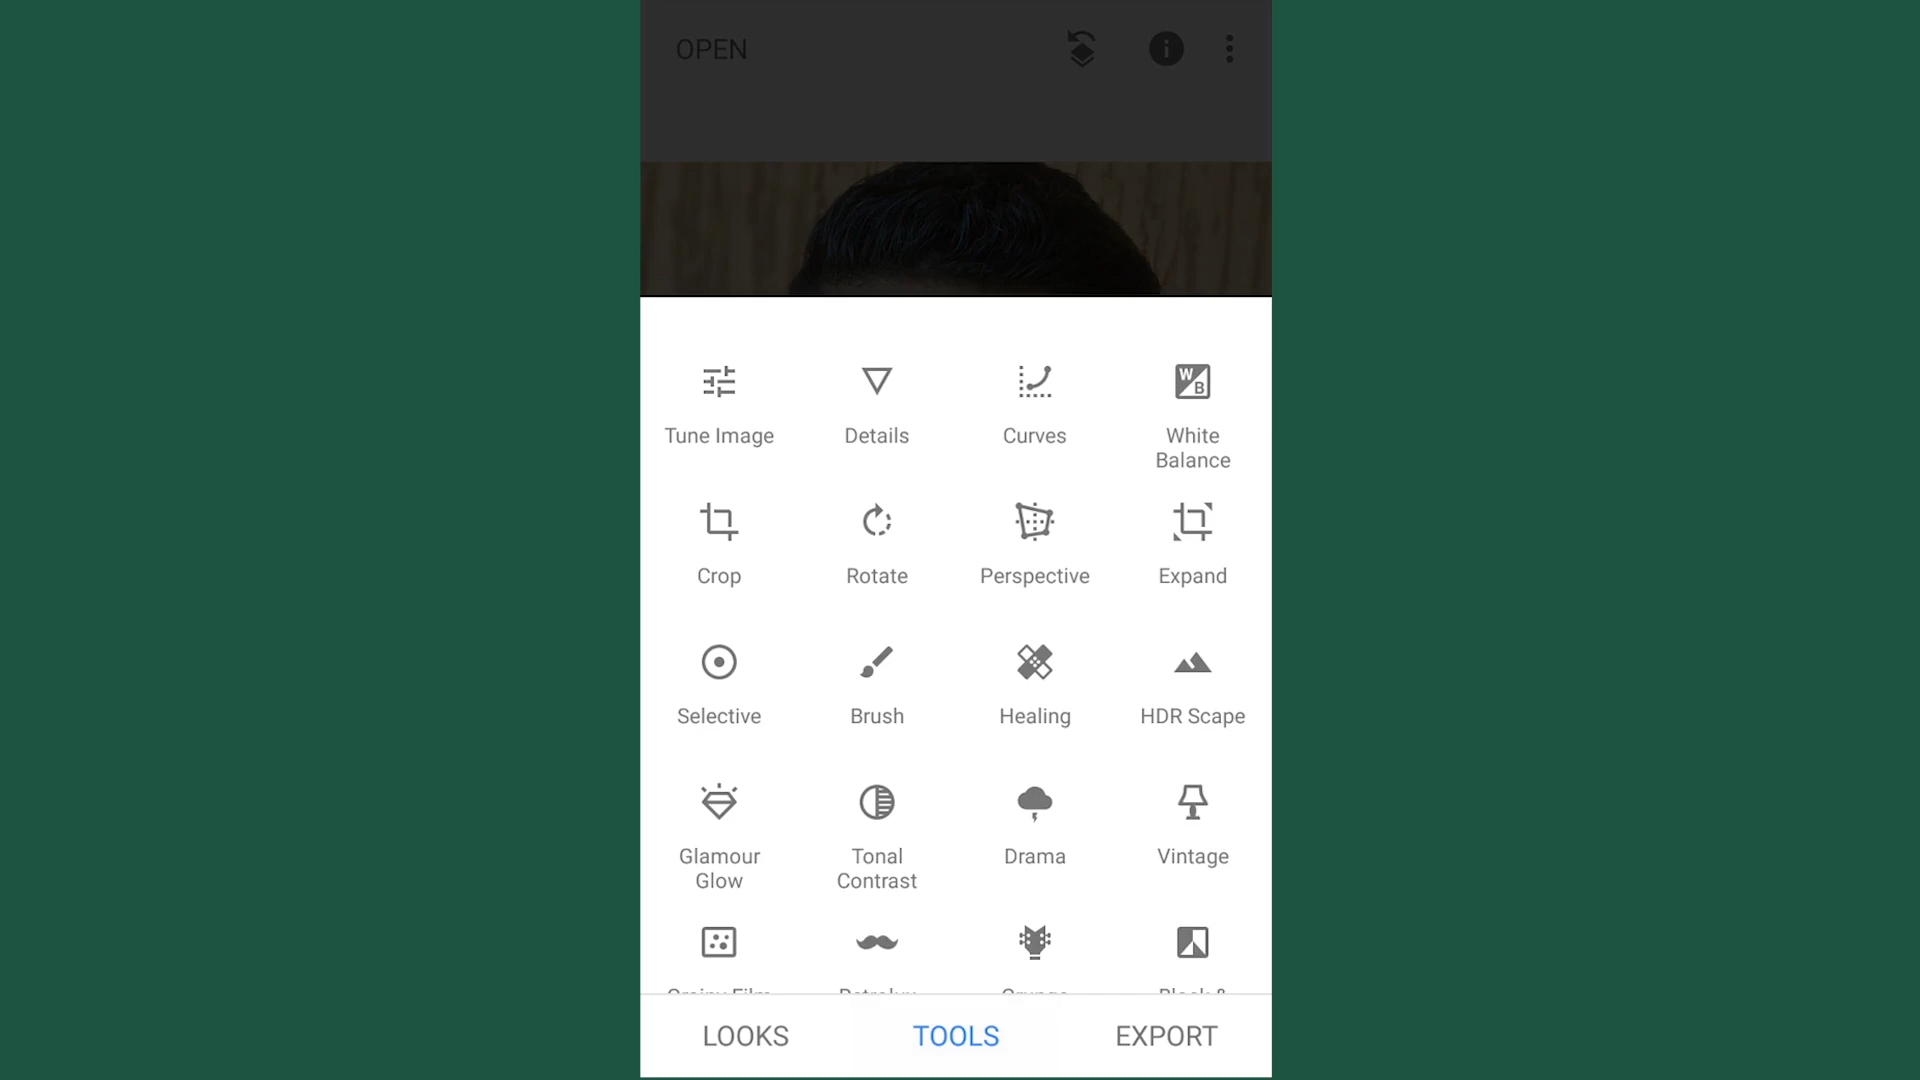 OPEN
Tune Image
Details
Curves
White
Balance
Crop
Rotate
Perspective
Expand
Selective
Brush
Healing
HDR Scape
Glamour
Glow
Tonal
Contrast
Drama
Vintage
LOOKS
TOOLS
EXPORT